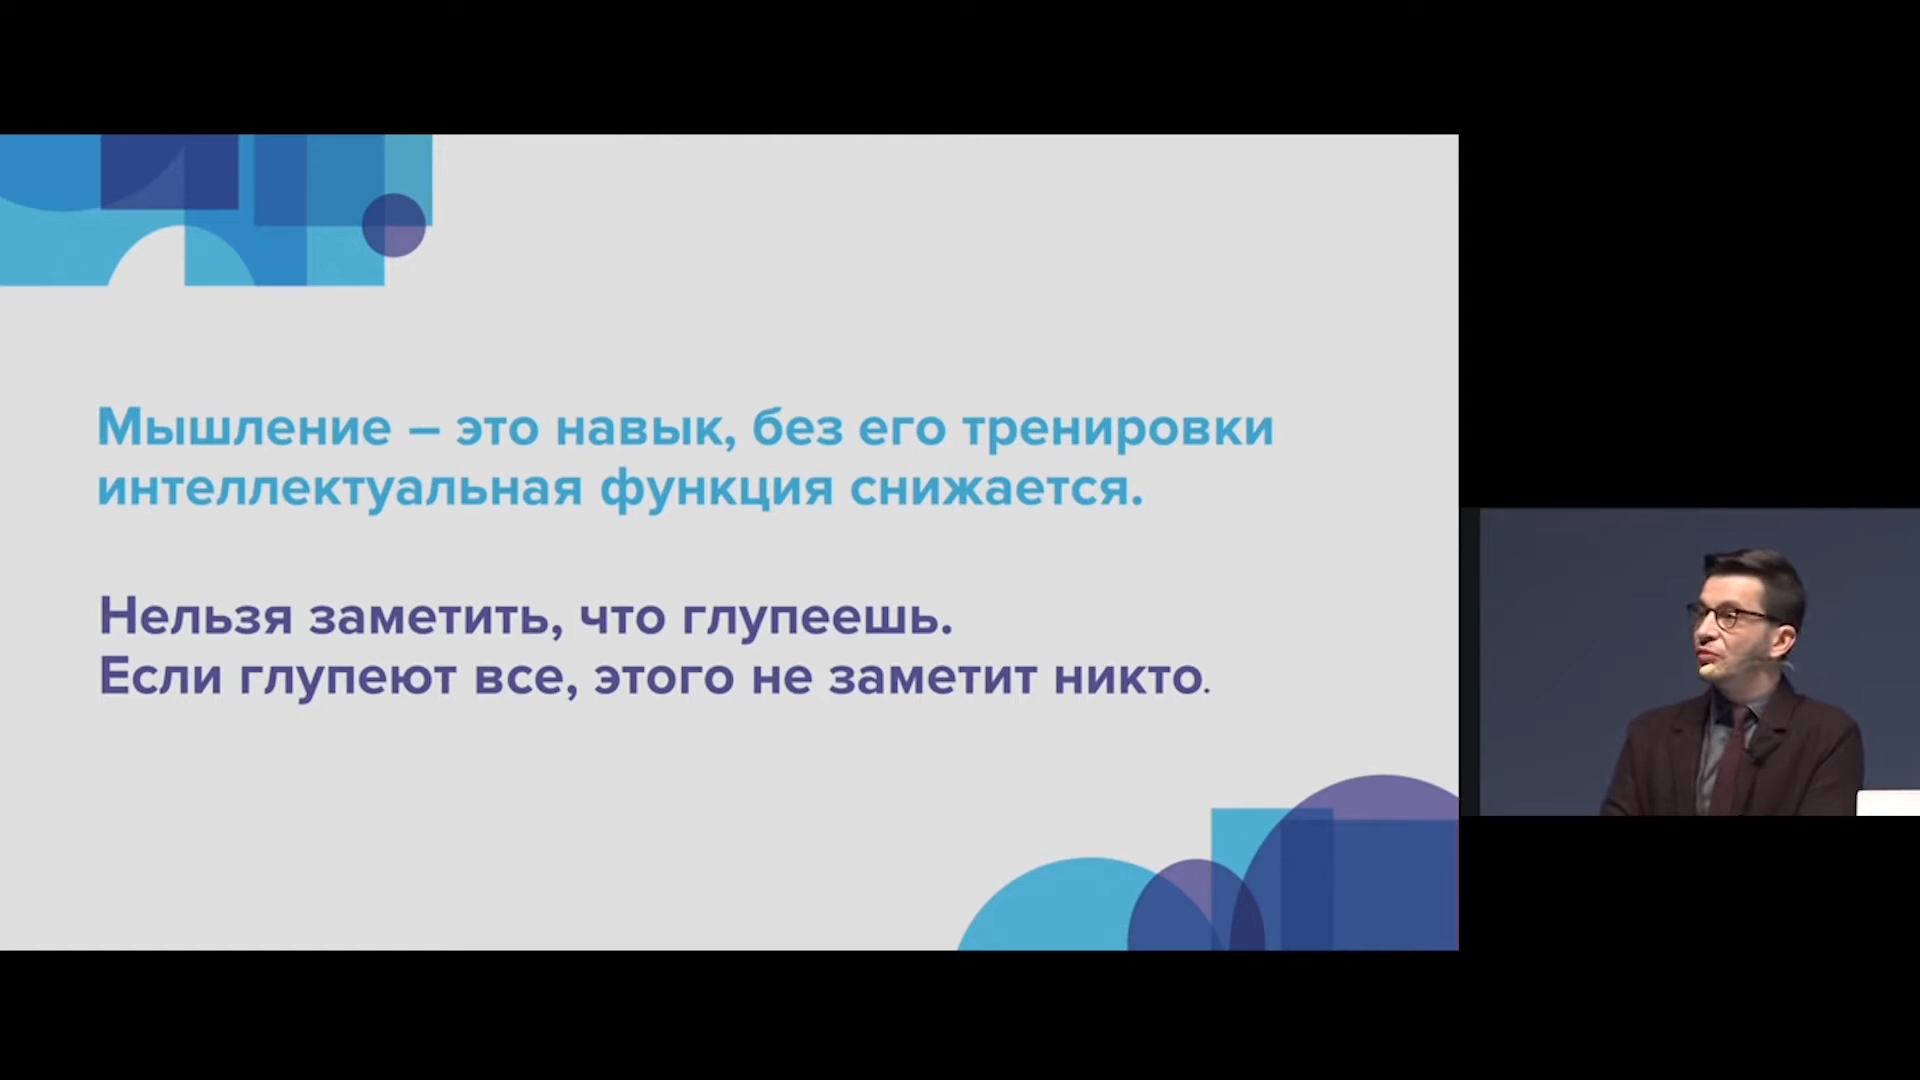 Мышление – это навык, без его тренировки
интеллектуальная функция снижается.
Нельзя заметить, что глупеешь.
Если глупеют все, этого не заметит никто.